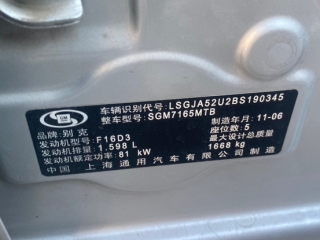 车辆识别代号: LSGJA52U2BS190345
整车型号: SGM7165MTB
GM
品牌: 别克 制造年月: 11-06
发动机型号: F16D3 座位数: 5
发动机排量: 1.598 L 最大设计总质量:
发动机额定功率: 81 kW 1668 kg
中国 上海通用汽车有限公司